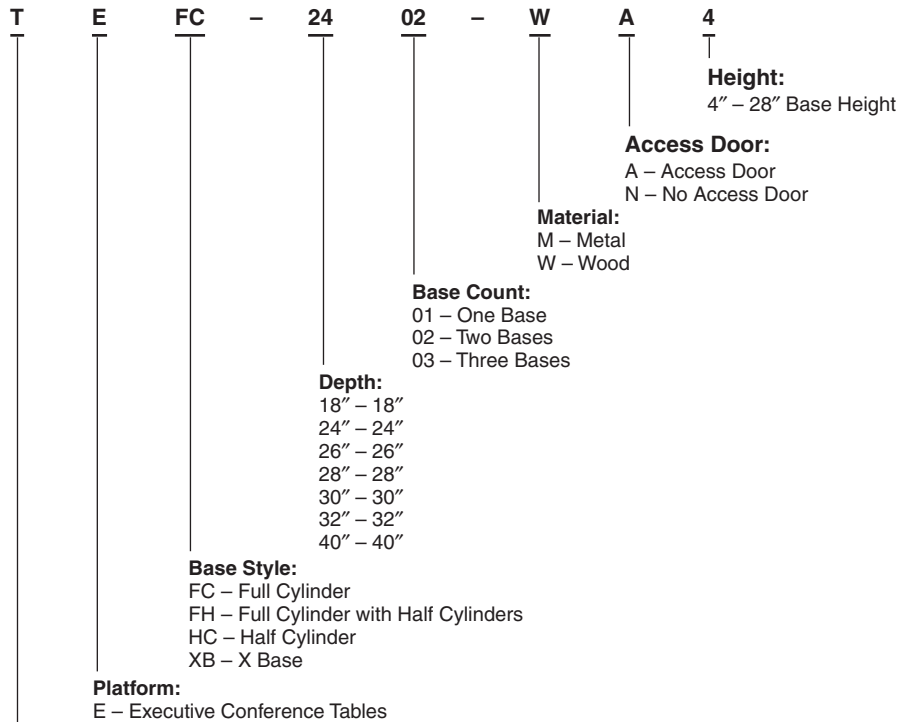 T E FC – 24 02 – W A 4
Height:
4″ – 28″ Base Height
Access Door:
A – Access Door
N – No Access Door
Material:
M – Metal
W – Wood
Base Count:
01 – One Base
02 – Two Bases
03 – Three Bases
Depth:
18″ – 18″
24″ – 24″
26″ – 26″
28″ – 28″
30″ – 30″
32″ – 32″
40″ – 40″
Base Style:
FC – Full Cylinder
FH – Full Cylinder with Half Cylinders
HC – Half Cylinder
XB – X Base
Platform:
E – Executive Conference Tables